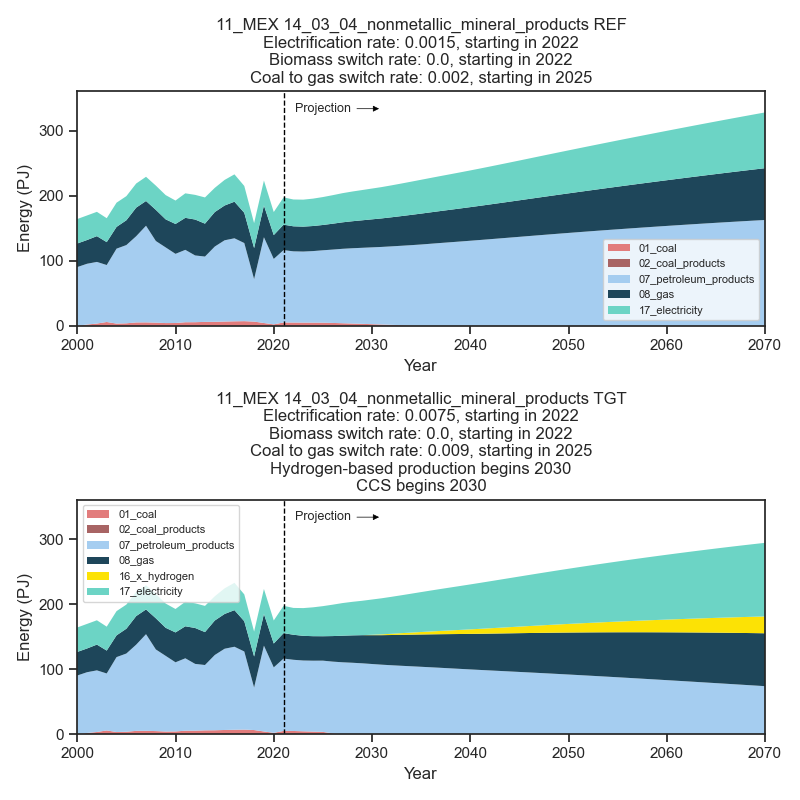 11_MEX 14_03_04_nonmetallic_mineral_products REF
Electrification rate: 0.0015, starting in 2022
Biomass switch rate: 0.0, starting in 2022
Coal to gas switch rate: 0.002, starting in 2025
Projection
Energy (PJ)
300
200
100
0
01_coal
02_coal_products
07_petroleum_products
08_gas
17_electricity
2000 2010 2020 2030 2040 2050 2060 2070
Year
11_MEX 14_03_04_nonmetallic_mineral_products TGT
Electrification rate: 0.0075, starting in 2022
Biomass switch rate: 0.0, starting in 2022
Coal to gas switch rate: 0.009, starting in 2025
Hydrogen-based production begins 2030
CCS begins 2030
Projection
Energy (PJ)
300
200
100
0
01_coal
02_coal_products
07_petroleum_products
08_gas
16_x_hydrogen
17_electricity
2000 2010 2020 2030 2040 2050 2060 2070
Year